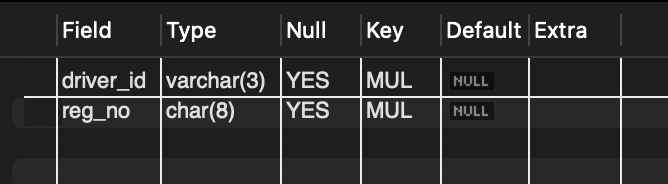 Field Type Null Key Default Extra
driver_id varchar(3) YES MUL NULL
reg_no char(8) YES MUL NULL